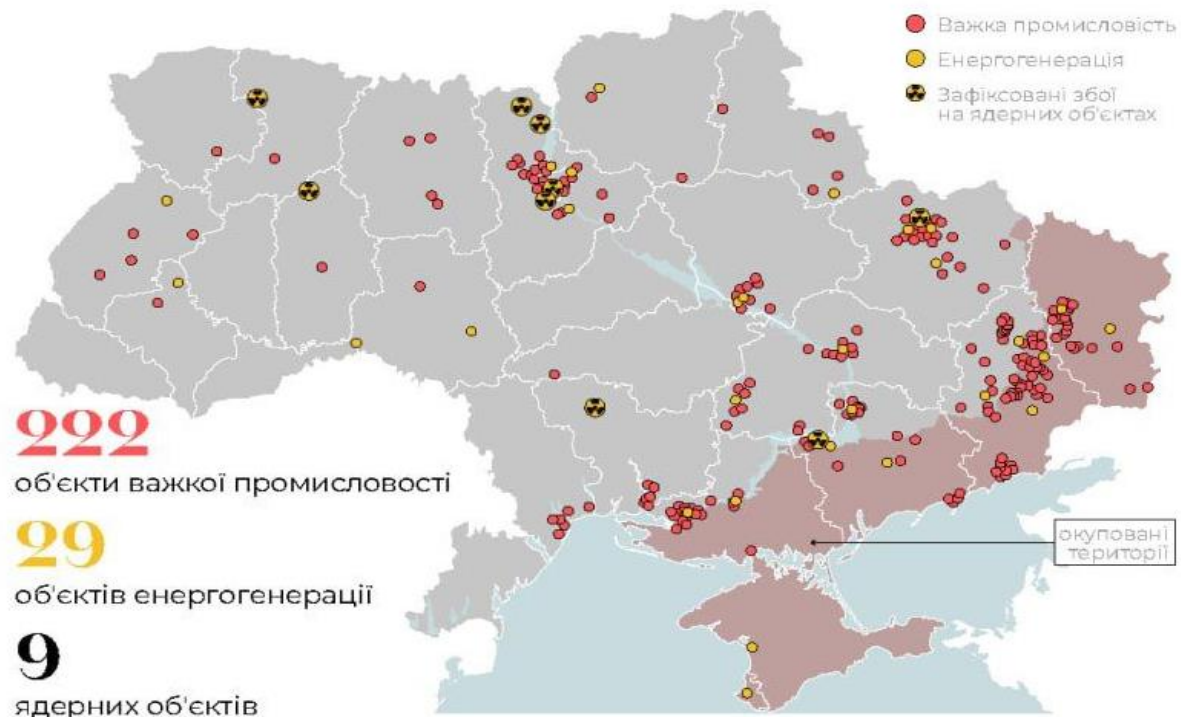 Важка промисловість
Енергогенерація
Зафіксовані збої
на ядерних об'єктах
222
об'єкти важкої промисловості
29
об'єктів енергогенерації
9
ядерних об'єктів
окуповані
території